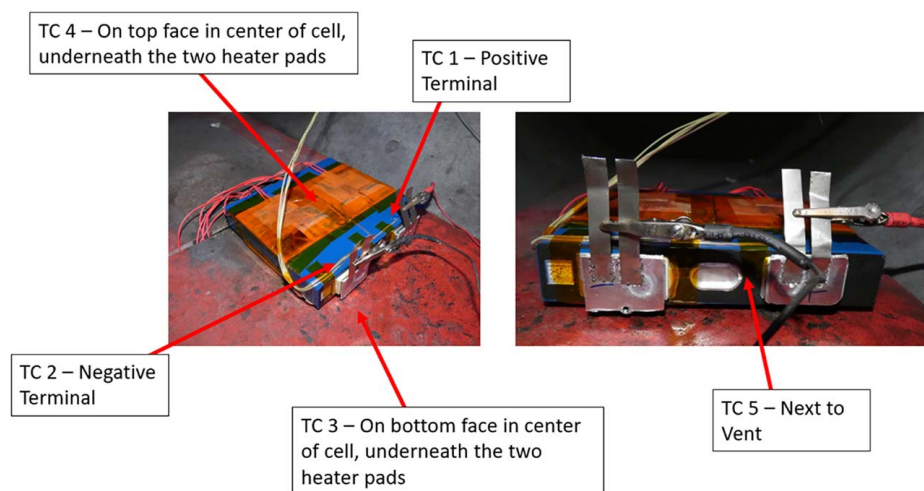 TC 4 – On top face in center of cell,
underneath the two heater pads
TC 1 – Positive
Terminal
TC 2 – Negative
Terminal
TC 3 – On bottom face in center
of cell, underneath the two
heater pads
TC 5 – Next to
Vent